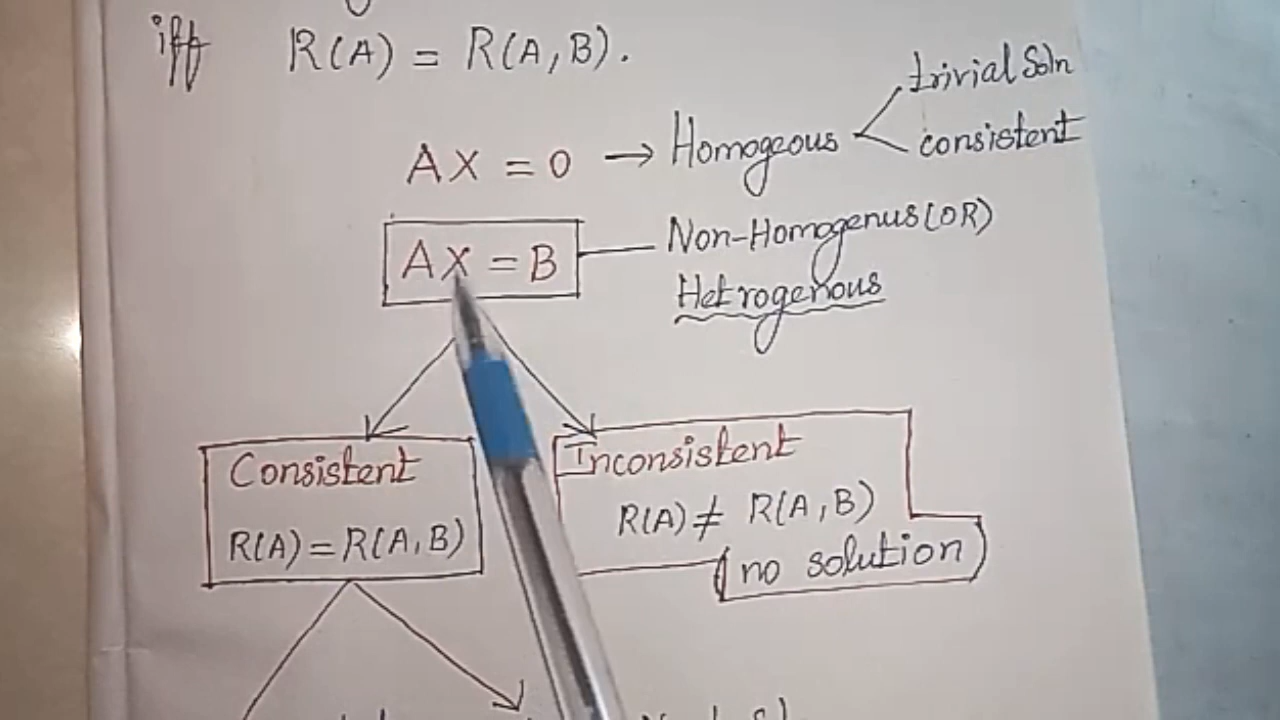 iff R(A) = R(A, B).
trivial Soln
AX = 0 → Homogeous
consistent
AX = B
Non-Homogenus (OR)
Hetrogenous
Consistent
R(A) = R(A, B)
Inconsistent
R(A) ≠ R(A, B)
(no solution)